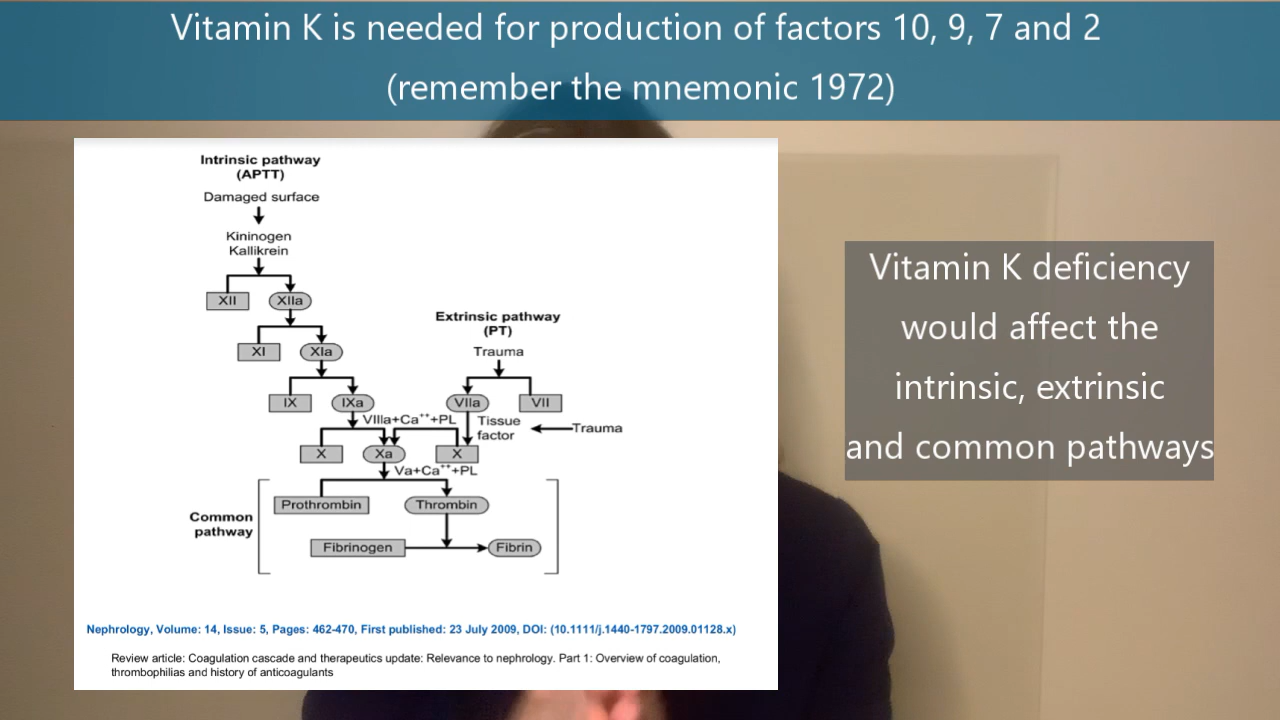 Vitamin K is needed for production of factors 10, 9, 7 and 2
(remember the mnemonic 1972)
Intrinsic pathway
(APTT)
Damaged surface
Kininogen
Kallikrein
XII
XIIa
Extrinsic pathway
(PT)
XI
XIa
Trauma
IX
IXa
VIIa
VII
VIIIa+Ca⁺⁺+PL
Tissue
factor
Trauma
X
Xa
X
Va+Ca⁺⁺+PL
Common
pathway
Prothrombin
Thrombin
Fibrinogen
Fibrin
Nephrology, Volume: 14, Issue: 5, Pages: 462-470, First published: 23 July 2009, DOI: (10.1111/j.1440-1797.2009.01128.x)
Review article: Coagulation cascade and therapeutics update: Relevance to nephrology. Part 1: Overview of coagulation,
thrombophilias and history of anticoagulants
Vitamin K deficiency
would affect the
intrinsic, extrinsic
and common pathways